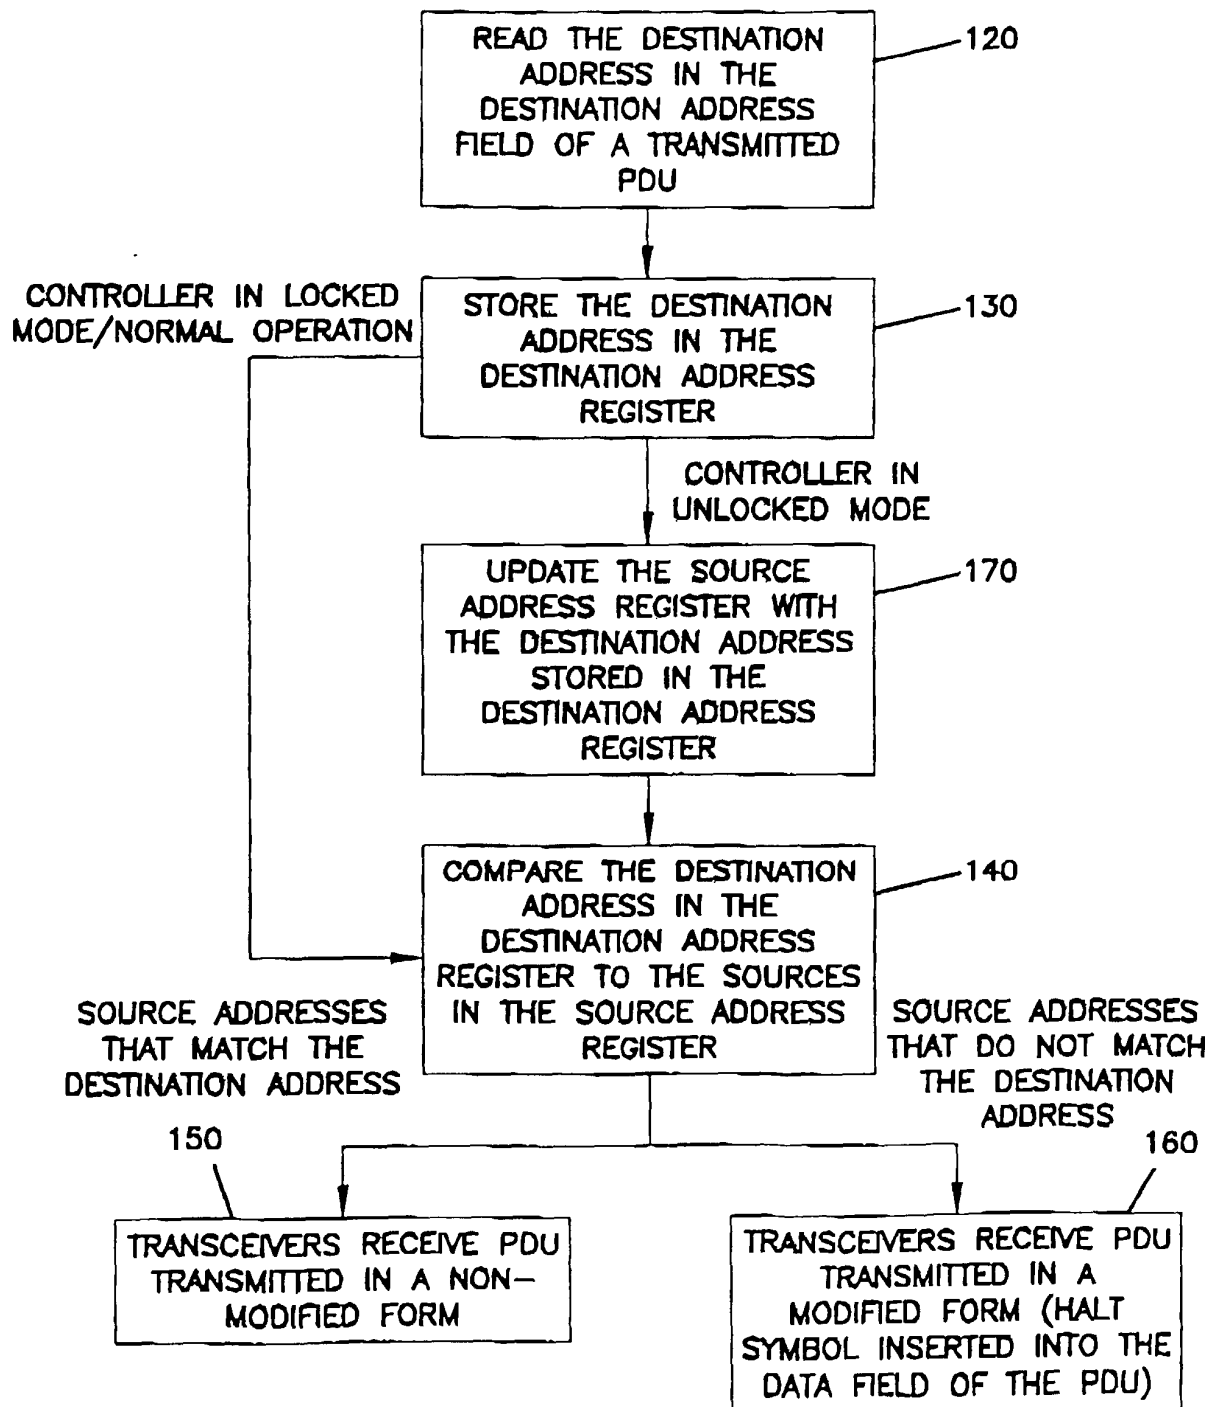 READ THE DESTINATION
ADDRESS IN THE
DESTINATION ADDRESS
FIELD OF A TRANSMITTED
PDU
120
CONTROLLER IN LOCKED
MODE/NORMAL OPERATION
STORE THE DESTINATION
ADDRESS IN THE
DESTINATION ADDRESS
REGISTER
130
CONTROLLER IN
UNLOCKED MODE
UPDATE THE SOURCE
ADDRESS REGISTER WITH
THE DESTINATION ADDRESS
STORED IN THE
DESTINATION ADDRESS
REGISTER
170
COMPARE THE DESTINATION
ADDRESS IN THE
DESTINATION ADDRESS
REGISTER TO THE SOURCES
IN THE SOURCE ADDRESS
REGISTER
140
SOURCE ADDRESSES
THAT MATCH THE
DESTINATION ADDRESS
SOURCE ADDRESSES
THAT DO NOT MATCH
THE DESTINATION
ADDRESS
150
TRANSCEIVERS RECEIVE PDU
TRANSMITTED IN A NON-
MODIFIED FORM
160
TRANSCEIVERS RECEIVE PDU
TRANSMITTED IN A
MODIFIED FORM (HALT
SYMBOL INSERTED INTO THE
DATA FIELD OF THE PDU)